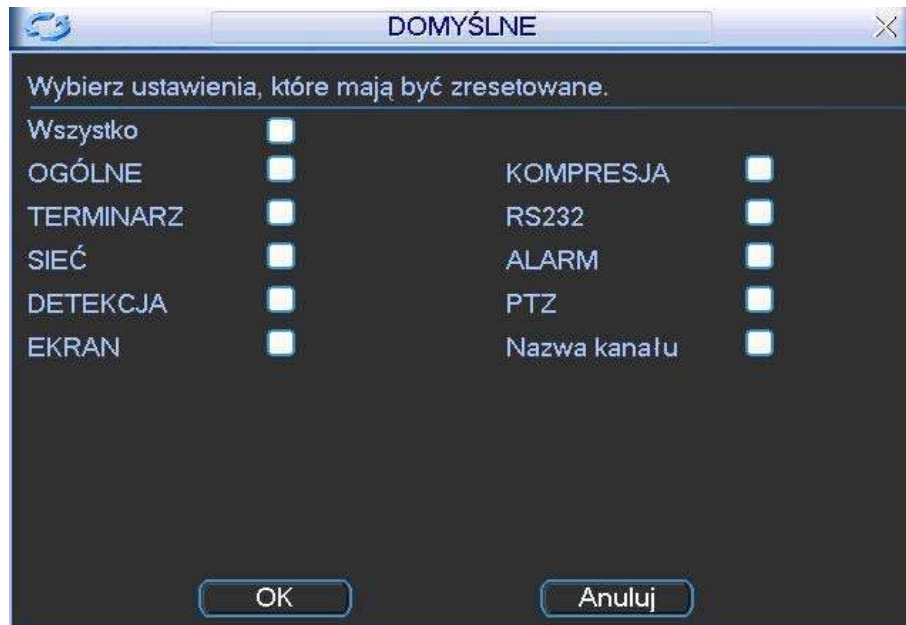 DOMYŚLNE
Wybierz ustawienia, które mają być zresetowane.
Wszystko
OGÓLNE KOMPRESJA
TERMINARZ RS232
SIEĆ ALARM
DETEKCJA PTZ
EKRAN Nazwa kanału
OK Anuluj